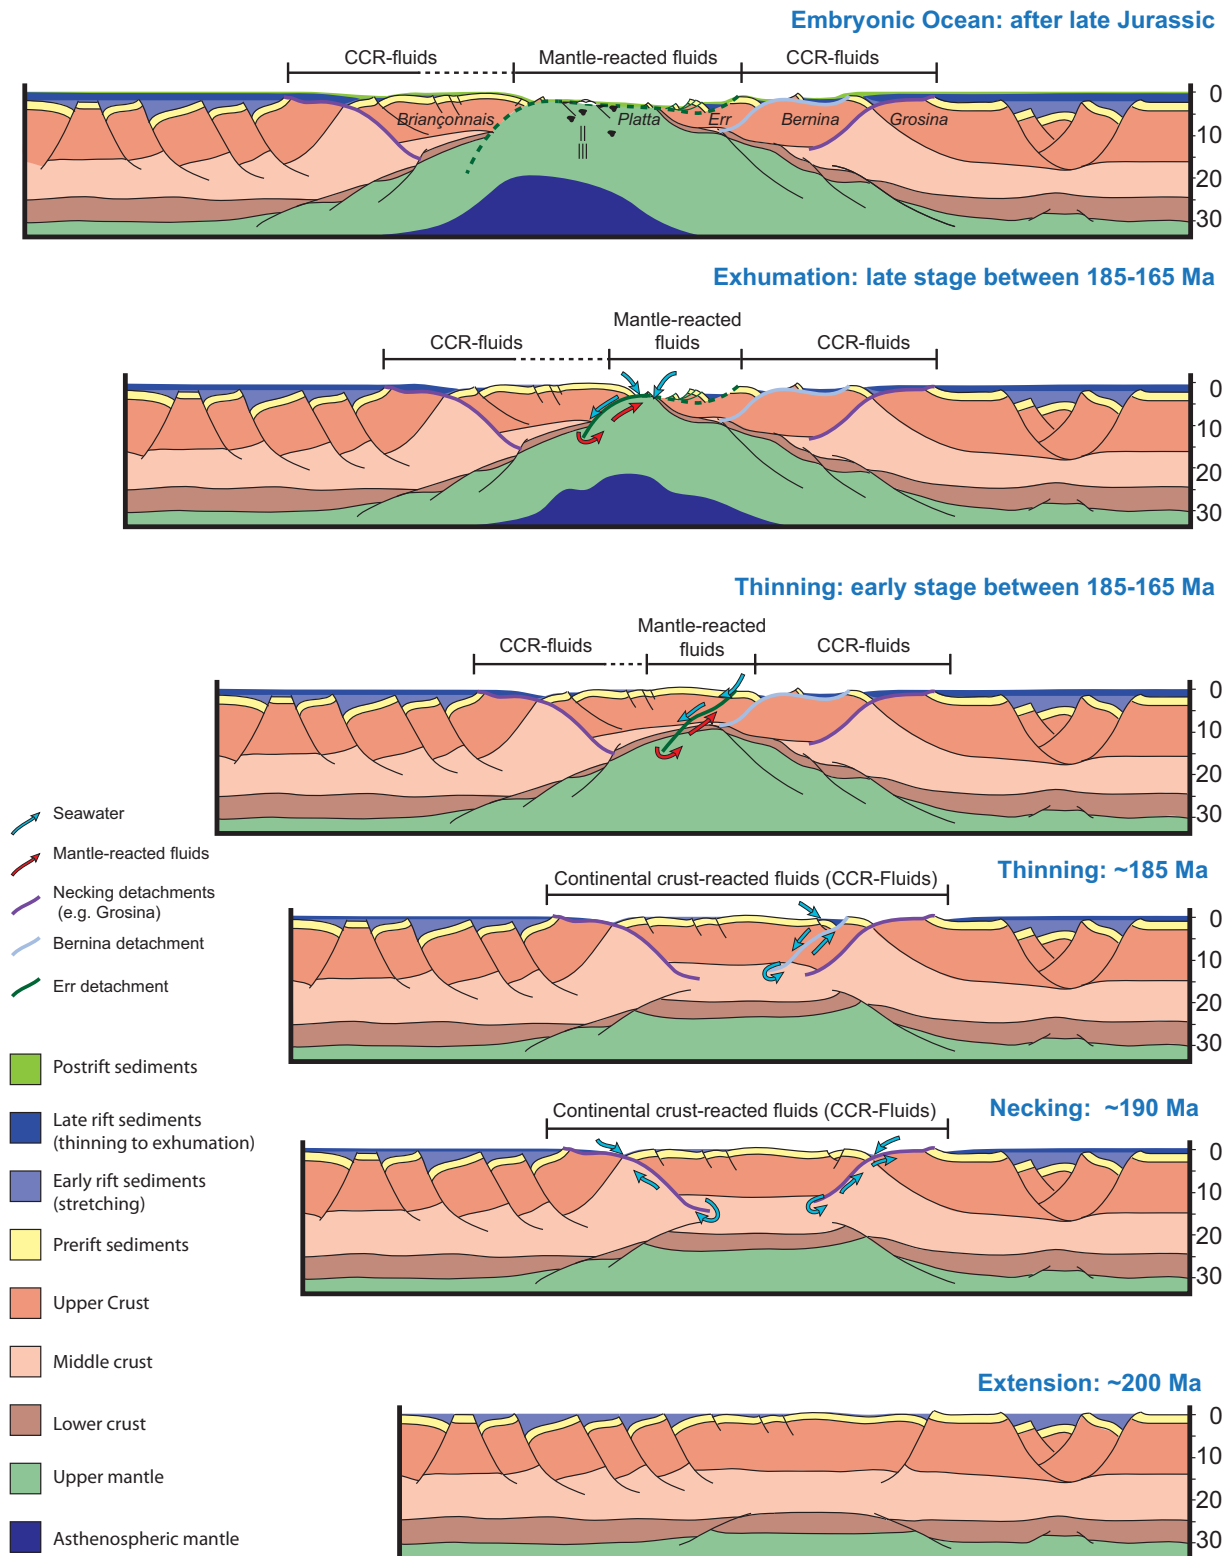 Embryonic Ocean: after late Jurassic
CCR-fluids Mantle-reacted fluids CCR-fluids
Briançonnais Platta Err Bernina Grosina
0
10
20
30
Exhumation: late stage between 185-165 Ma
Mantle-reacted
fluids
CCR-fluids CCR-fluids
0
10
20
30
Thinning: early stage between 185-165 Ma
Mantle-reacted
fluids
CCR-fluids CCR-fluids
0
10
20
30
Seawater
Mantle-reacted fluids
Necking detachments
(e.g. Grosina)
Bernina detachment
Err detachment
Thinning: ~185 Ma
Continental crust-reacted fluids (CCR-Fluids)
0
10
20
30
Postrift sediments
Late rift sediments
(thinning to exhumation)
Early rift sediments
(stretching)
Prerift sediments
Upper Crust
Middle crust
Lower crust
Upper mantle
Asthenospheric mantle
Necking: ~190 Ma
Continental crust-reacted fluids (CCR-Fluids)
0
10
20
30
Extension: ~200 Ma
0
10
20
30